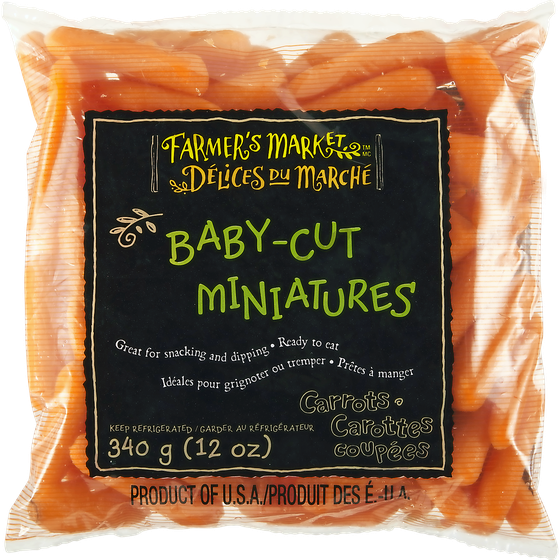 FARMER'S MARKET TM MC
DÉLICES DU MARCHÉ
BABY-CUT
MINIATURES
Great for snacking and dipping • Ready to eat
Idéales pour grignoter ou tremper • Prêtes à manger
Carrots •
Carottes
coupées
KEEP REFRIGERATED / GARDER AU RÉFRIGÉRATEUR
340 g (12 oz)
PRODUCT OF U.S.A./PRODUIT DES É.-U.A.